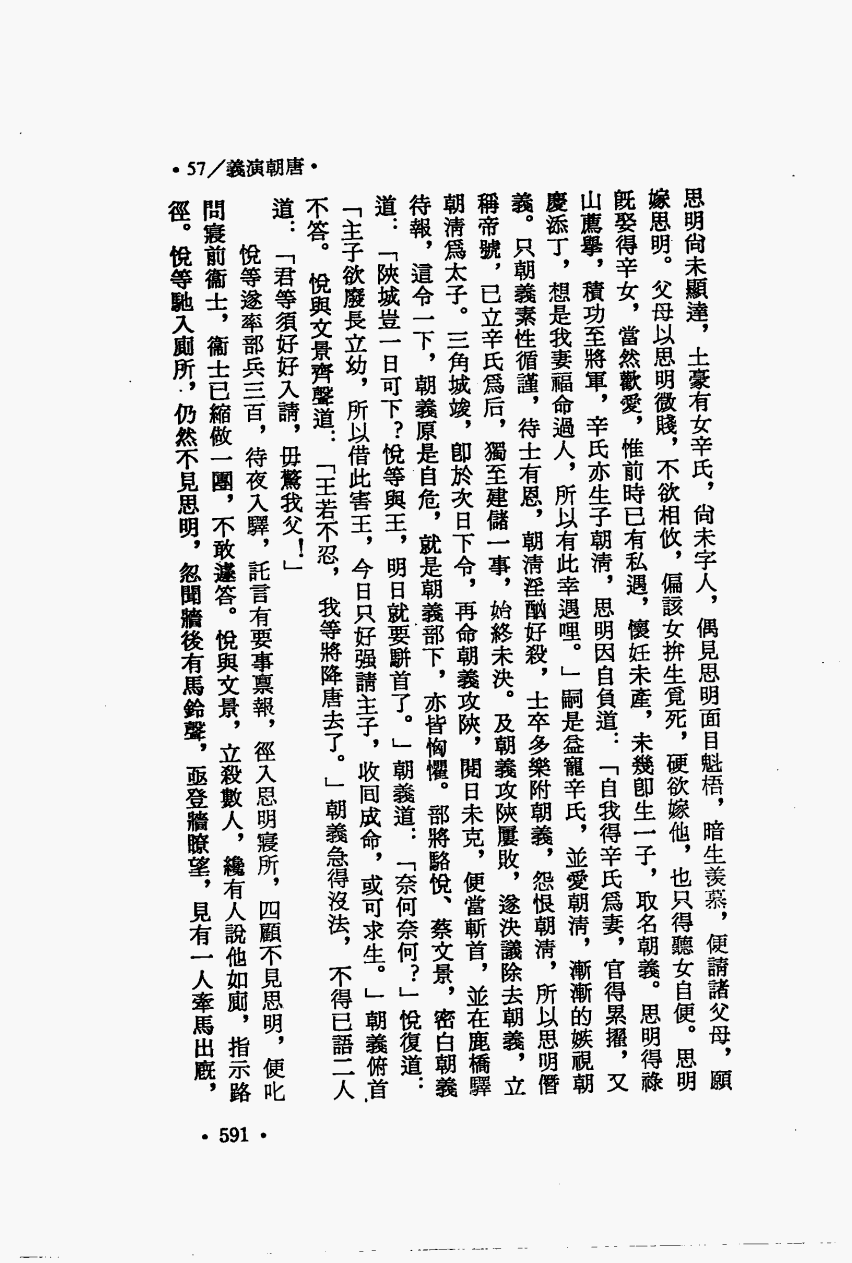 •57/義演朝唐•
思明尙未顯達，土豪有女辛氏，尙未字人，偶見思明面目魁梧，暗生羨慕，便請諸父母，願
嫁思明。父母以思明微賤，不欲相攸，偏該女拚生覓死，硬欲嫁他，也只得聽女自便。思明
旣娶得辛女，當然歡愛，惟前時已有私遇，懷妊未產，未幾卽生一子，取名朝義。思明得祿
山薦擧，積功至將軍，辛氏亦生子朝淸，思明因自負道：「自我得辛氏爲妻，官得累擢，又
慶添丁，想是我妻福命過人，所以有此幸遇哩。」嗣是益寵辛氏，並愛朝淸，漸漸的嫉視朝
義。只朝義素性循謹，待士有恩，朝淸淫酗好殺，士卒多樂附朝義，怨恨朝淸，所以思明僭
稱帝號，已立辛氏爲后，獨至建儲一事，始終未決。及朝義攻陝屢敗，遂決議除去朝義，立
朝淸爲太子。三角城竣，卽於次日下令，再命朝義攻陝，閱日未克，便當斬首，並在鹿橋驛
待報，這令一下，朝義原是自危，就是朝義部下，亦皆恟懼。部將駱悅、蔡文景，密白朝義
道：「陝城豈一日可下？悅等與王，明日就要駢首了。」朝義道：「奈何奈何？」悅復道：
「主子欲廢長立幼，所以借此害王，今日只好强請主子，收回成命，或可求生。」朝義俯首
不答。悅與文景齊聲道：「王若不忍，我等將降唐去了。」朝義急得沒法，不得已語二人
道：「君等須好好入請，毋驚我父！」
悅等遂率部兵三百，待夜入驛，託言有要事禀報，徑入思明寢所，四顧不見思明，便叱
問寢前衞士，衞士已縮做一團，不敢遽答。悅與文景，立殺數人，纔有人說他如廁，指示路
徑。悅等馳入廁所，仍然不見思明，忽聞牆後有馬鈴聲，亟登牆瞭望，見有一人牽馬出廐，
•591•